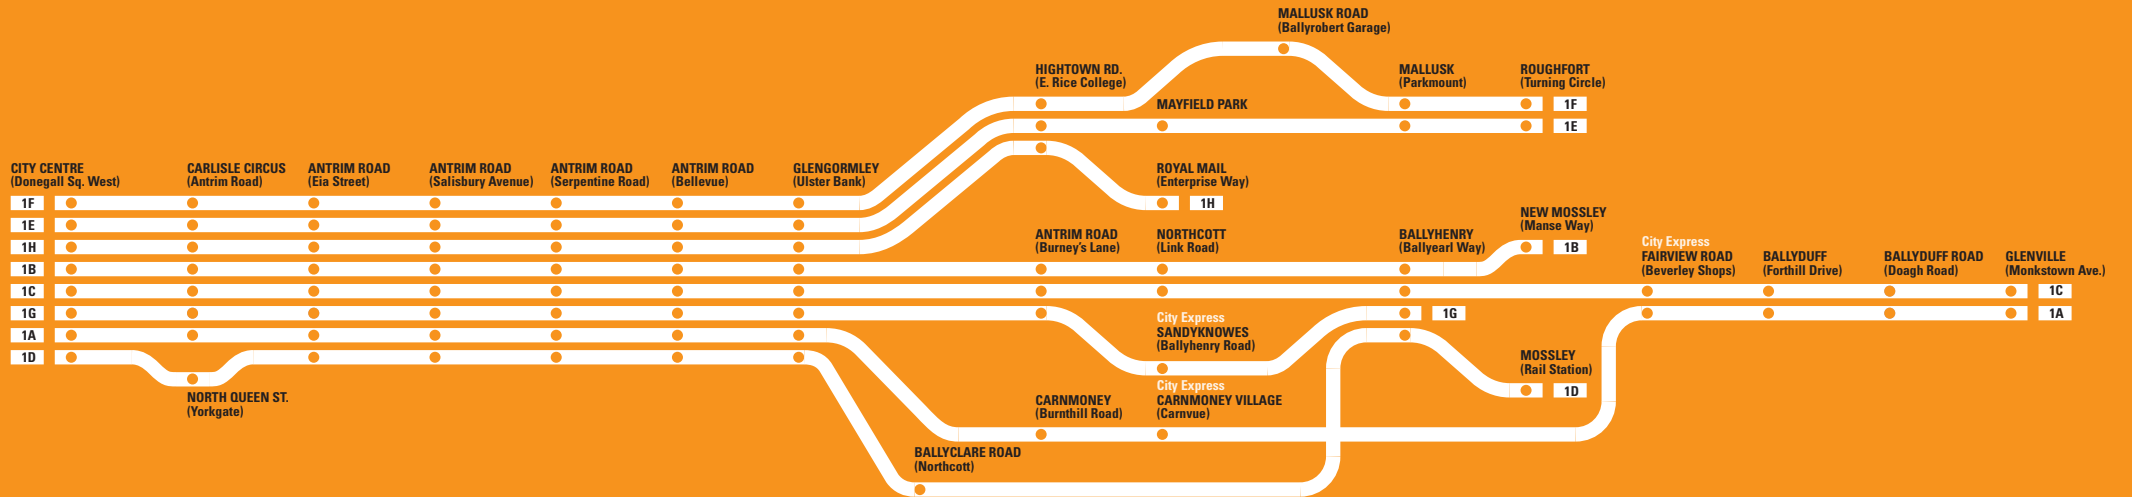 MALLUSK ROAD
(Ballyrobert Garage)
HIGHTOWN RD.
(E. Rice College)
MALLUSK
(Parkmount)
ROUGHFORT
(Turning Circle)
1F
MAYFIELD PARK
1E
CITY CENTRE
(Donegall Sq. West)
CARLISLE CIRCUS
(Antrim Road)
ANTRIM ROAD
(Eia Street)
ANTRIM ROAD
(Salisbury Avenue)
ANTRIM ROAD
(Serpentine Road)
ANTRIM ROAD
(Bellevue)
GLENGORMLEY
(Ulster Bank)
ROYAL MAIL
(Enterprise Way)
1H
1F
1E
1H
1B
1C
1G
1A
1D
NORTH QUEEN ST.
(Yorkgate)
ANTRIM ROAD
(Burney's Lane)
NORTHCOTT
(Link Road)
BALLYHENRY
(Ballyearl Way)
NEW MOSSLEY
(Manse Way)
1B
City Express
FAIRVIEW ROAD
(Beverley Shops)
BALLYDUFF
(Forthill Drive)
BALLYDUFF ROAD
(Doagh Road)
GLENVILLE
(Monkstown Ave.)
1C
1A
City Express
SANDYKNOWES
(Ballyhenry Road)
1G
MOSSLEY
(Rail Station)
1D
City Express
CARNMONEY VILLAGE
(Carnvue)
CARNMONEY
(Burnthill Road)
BALLYCLARE ROAD
(Northcott)